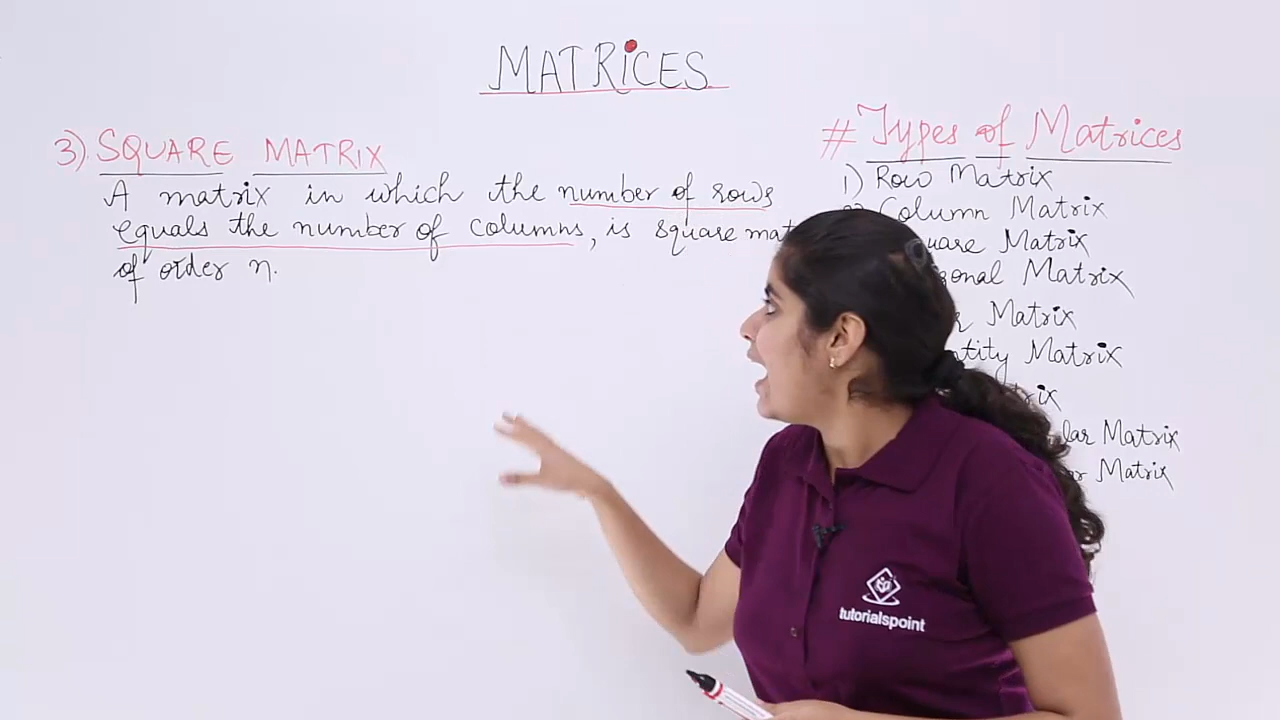 MATRICES
3) SQUARE MATRIX
A matrix in which the number of rows
equals the number of columns, is square
of order n.
# Types of Matrices
1) Row Matrix
Column Matrix
Matrix
Matrix
Matrix
Matrix
Matrix
Matrix
tutorialspoint